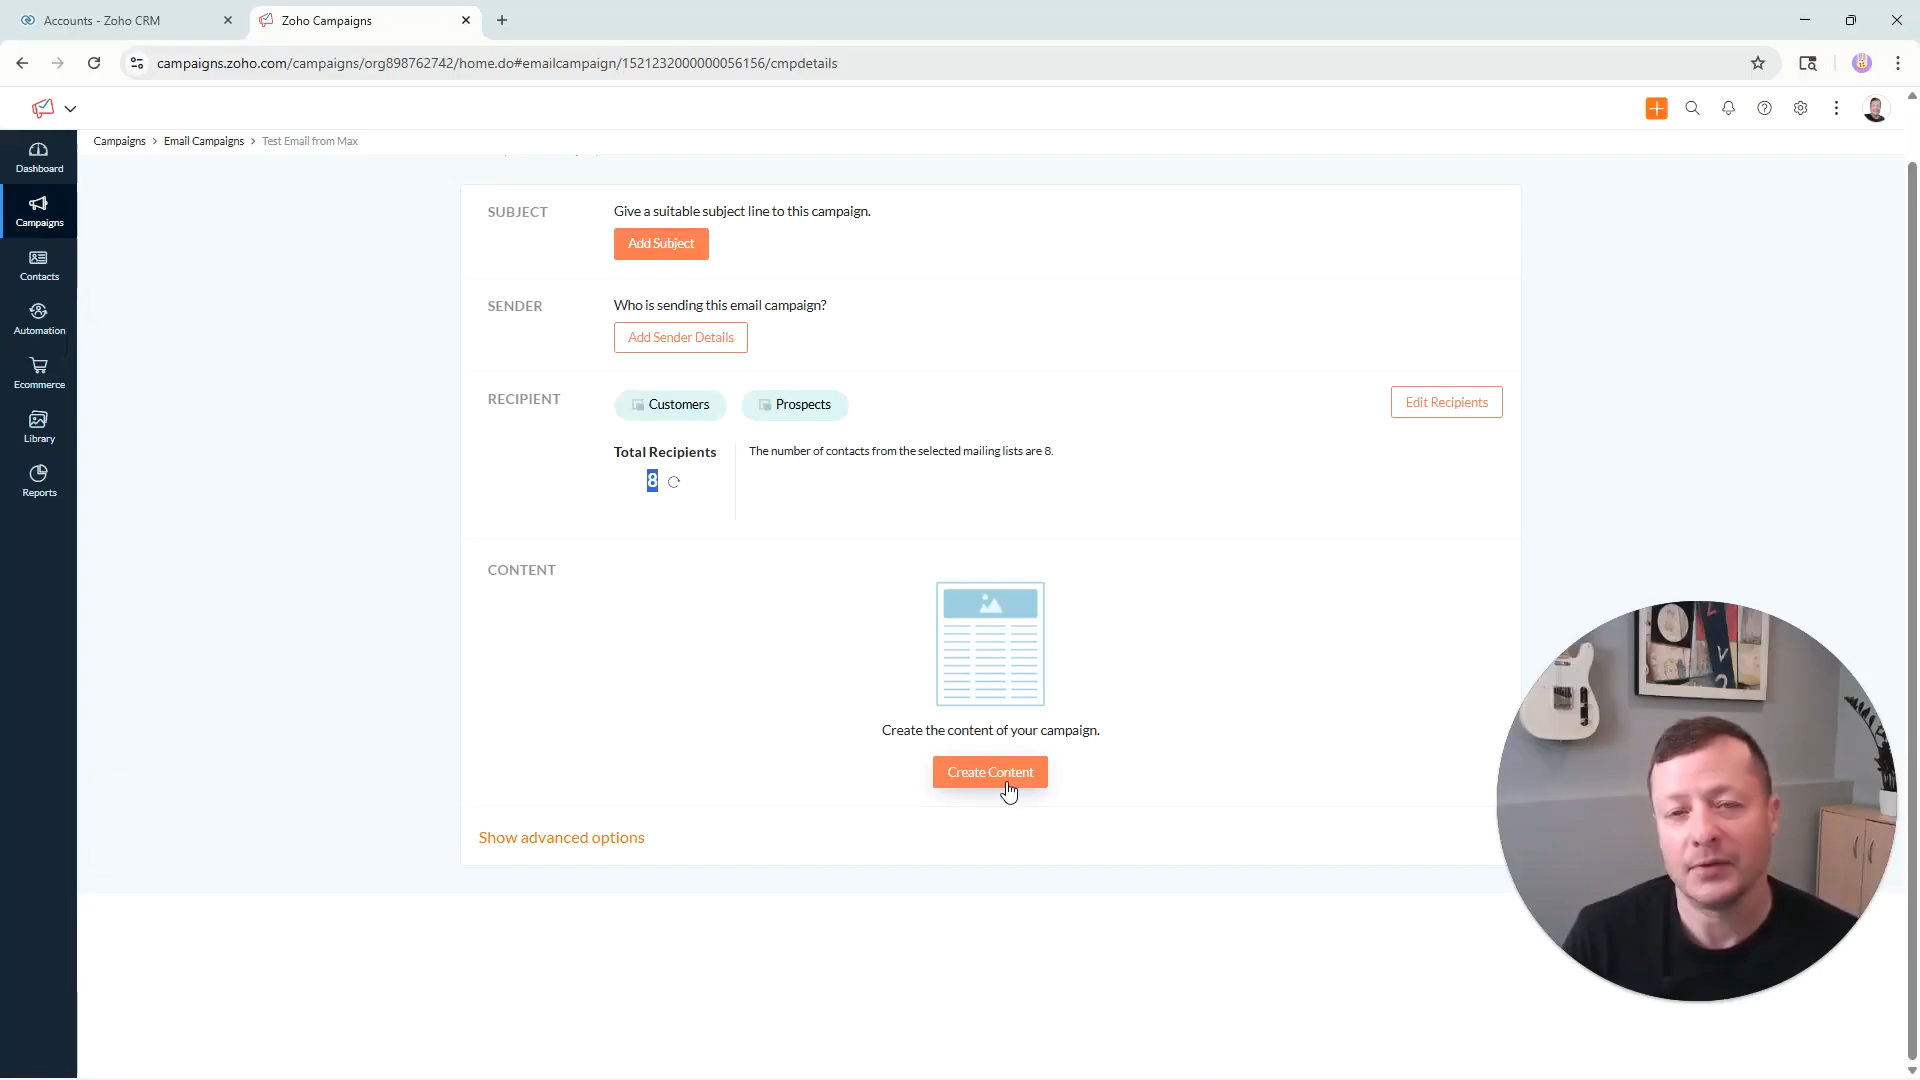 Accounts - Zoho CRM
Zoho Campaigns
campaigns.zoho.com/campaigns/org898762742/home.do#emailcampaign/1521232000000056156/cmpdetails
Campaigns > Email Campaigns > Test Email from Max
Dashboard
Campaigns
Contacts
Automation
Ecommerce
Library
Reports
SUBJECT
Give a suitable subject line to this campaign.
Add Subject
SENDER
Who is sending this email campaign?
Add Sender Details
RECIPIENT
Customers
Prospects
Edit Recipients
Total Recipients
8
The number of contacts from the selected mailing lists are 8.
CONTENT
Create the content of your campaign.
Create Content
Show advanced options